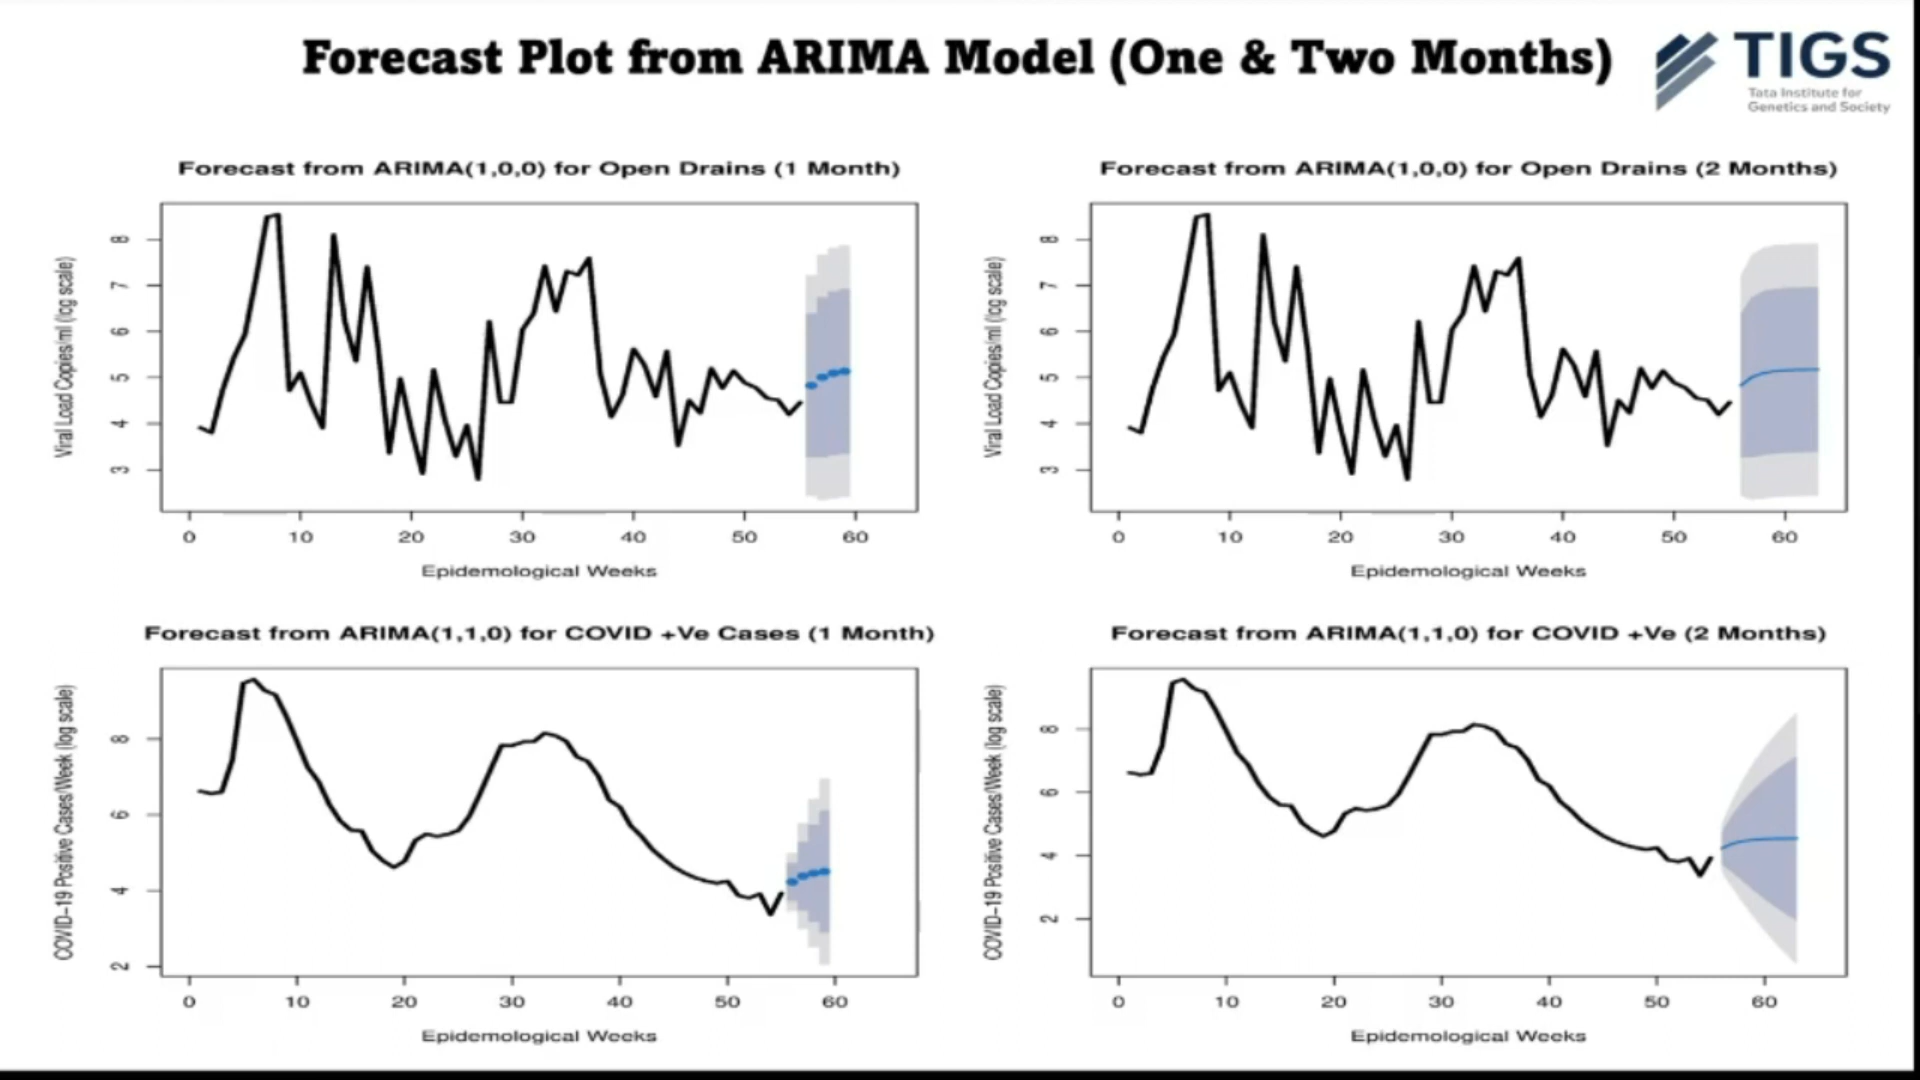 Forecast Plot from ARIMA Model (One & Two Months)
TIGS
Tata Institute for
Genetics and Society
Forecast from ARIMA(1,0,0) for Open Drains (1 Month)
Viral Load Copies/ml (log scale)
8
7
6
5
4
3
0 10 20 30 40 50 60
Epidemological Weeks
Forecast from ARIMA(1,0,0) for Open Drains (2 Months)
Viral Load Copies/ml (log scale)
8
7
6
5
4
3
0 10 20 30 40 50 60
Epidemological Weeks
Forecast from ARIMA(1,1,0) for COVID +Ve Cases (1 Month)
COVID-19 Positive Cases/Week (log scale)
8
6
4
2
0 10 20 30 40 50 60
Epidemological Weeks
Forecast from ARIMA(1,1,0) for COVID +Ve (2 Months)
COVID-19 Positive Cases/Week (log scale)
8
6
4
2
0 10 20 30 40 50 60
Epidemological Weeks